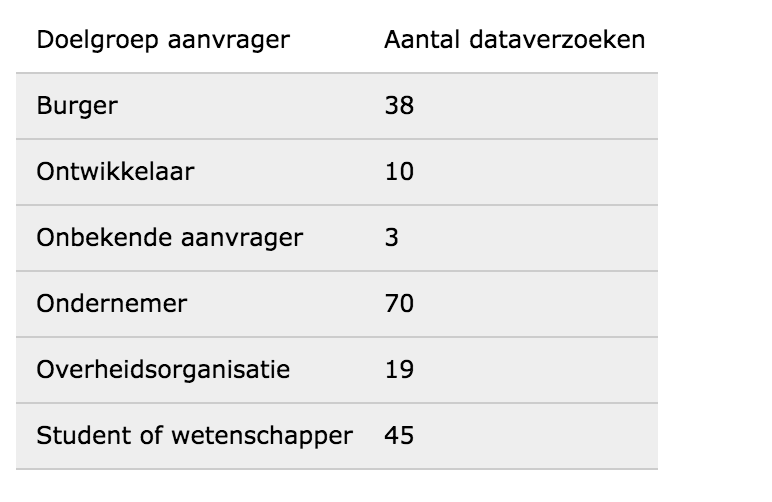 Doelgroep aanvrager Aantal dataverzoeken
Burger 38
Ontwikkelaar 10
Onbekende aanvrager 3
Ondernemer 70
Overheidsorganisatie 19
Student of wetenschapper 45